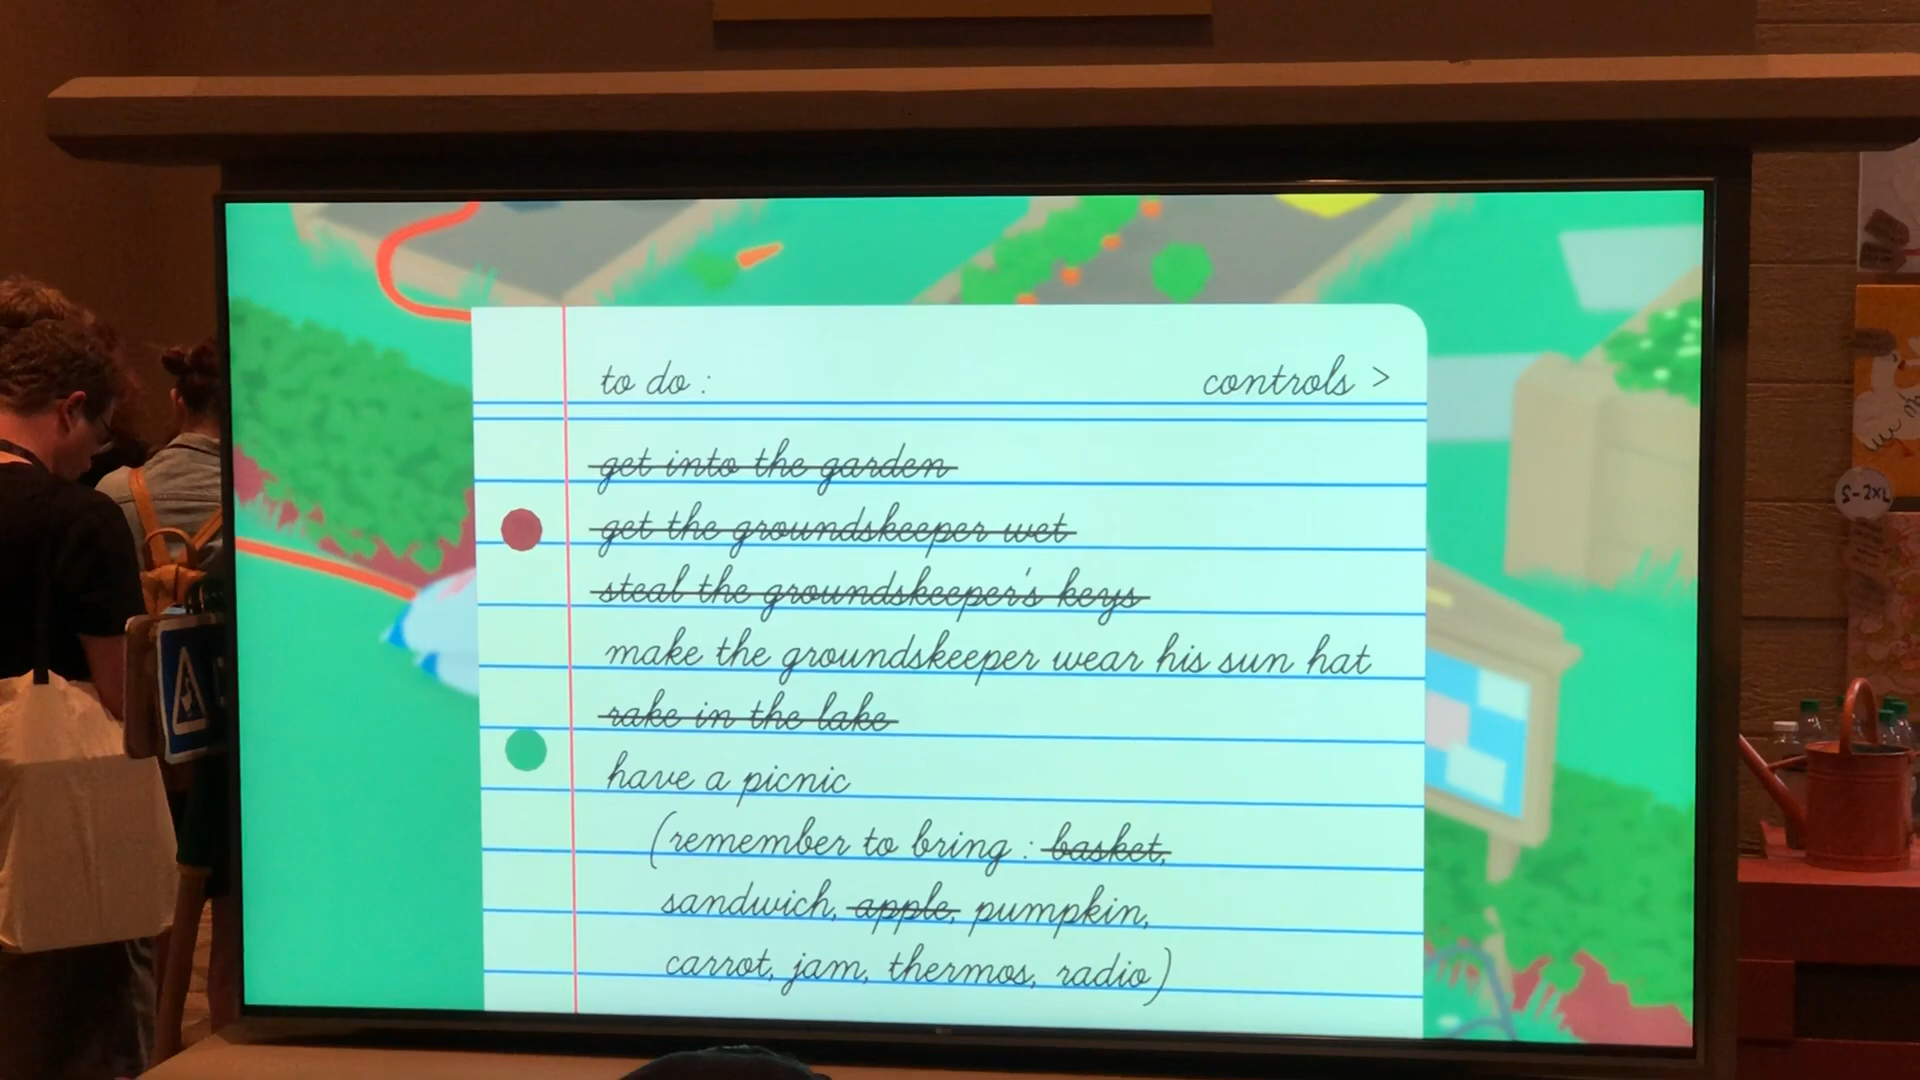 to do :
controls >
get into the garden
get the groundskeeper wet
steal the groundskeeper's keys
make the groundskeeper wear his sun hat
rake in the lake
have a picnic
(remember to bring : basket,
sandwich, apple, pumpkin,
carrot, jam, thermos, radio)
S-2XL